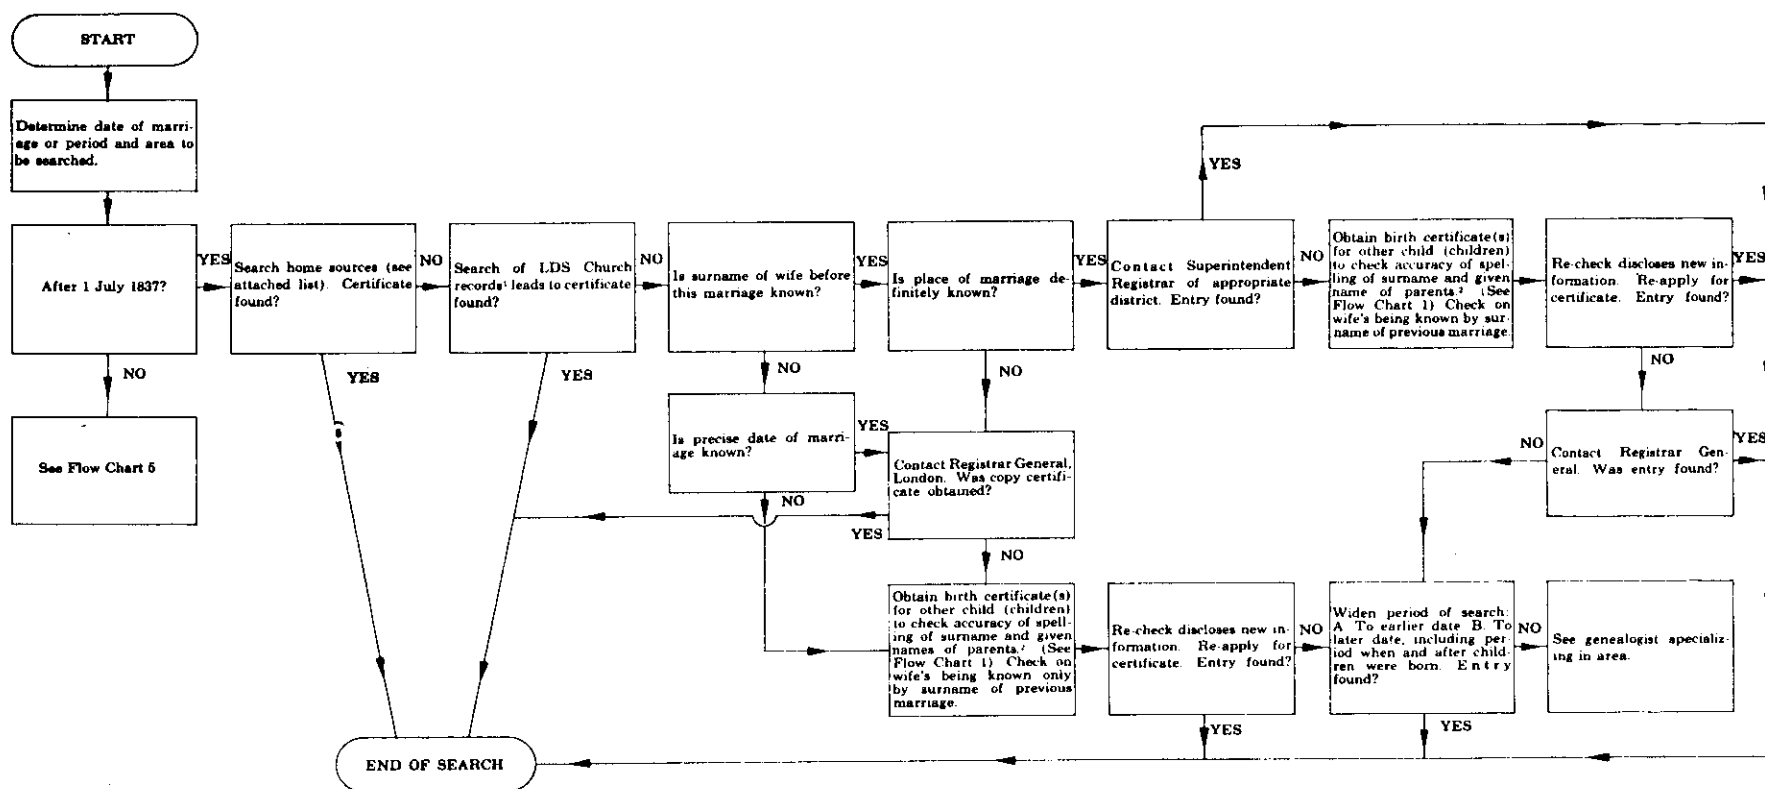 START
Determine date of marri-
age or period and area to
be searched.
After 1 July 1837?
YES
NO
See Flow Chart 5
Search home sources (see
attached list). Certificate
found?
NO
YES
Search of LDS Church
records¹ leads to certificate
found?
NO
YES
Is surname of wife before
this marriage known?
YES
NO
Is precise date of marri-
age known?
YES
NO
Is place of marriage de-
finitely known?
YES
NO
Contact Registrar General,
London. Was copy certifi-
cate obtained?
YES
NO
Contact Superintendent
Registrar of appropriate
district. Entry found?
YES
NO
Obtain birth certificate(s)
for other child (children)
to check accuracy of spel-
ling of surname and given
name of parents.² (See
Flow Chart 1) Check on
wife's being known by sur-
name of previous marriage.
Re-check discloses new in-
formation. Re-apply for
certificate. Entry found?
YES
NO
Contact Registrar Gen-
eral. Was entry found?
YES
NO
Obtain birth certificate(s)
for other child (children)
to check accuracy of spel-
ling of surname and given
names of parents.² (See
Flow Chart 1) Check on
wife's being known only
by surname of previous
marriage.
Re-check discloses new in-
formation. Re-apply for
certificate. Entry found?
NO
YES
Widen period of search:
A. To earlier date B. To
later date, including per-
iod when and after chil-
dren were born. Entry
found?
NO
YES
See genealogist specializ-
ing in area.
END OF SEARCH